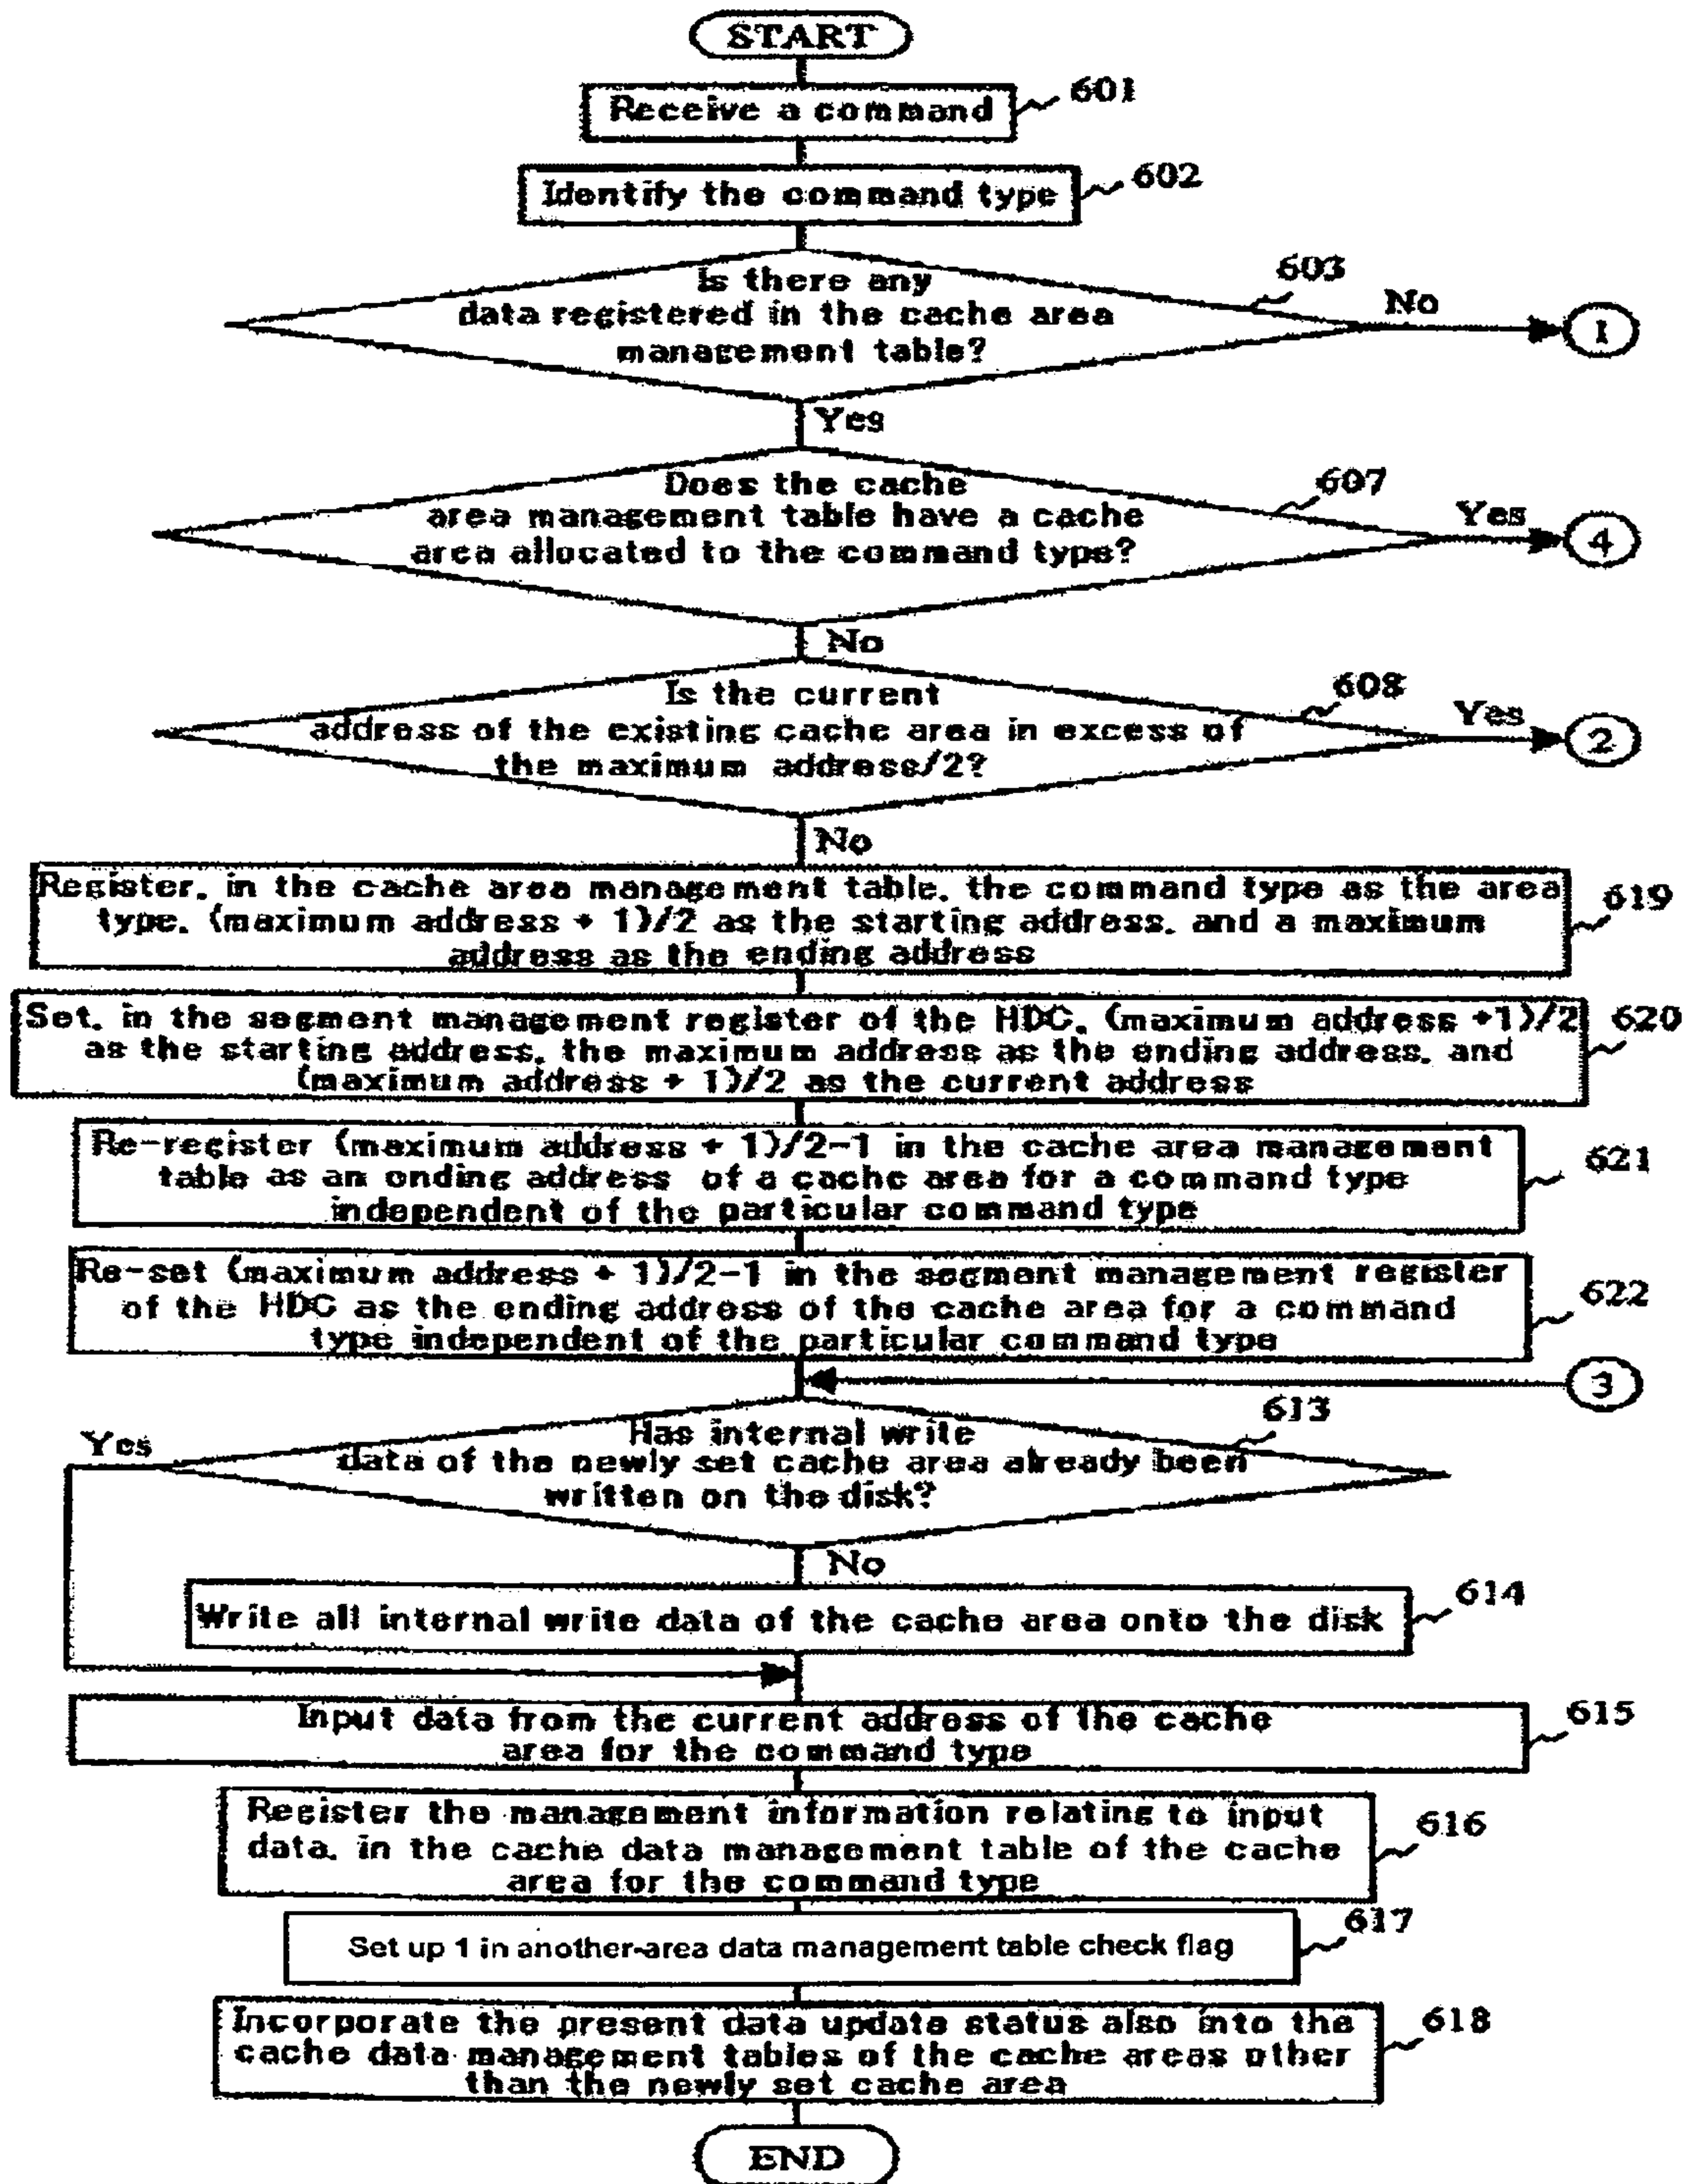 START
Receive a command
601
Identify the command type
602
Is there any
data registered in the cache area
management table?
603
No
1
Yes
Does the cache
area management table have a cache
area allocated to the command type?
607
Yes
4
No
Is the current
address of the existing cache area in excess of
the maximum address/2?
608
Yes
2
No
Register, in the cache area management table, the command type as the area
type, (maximum address + 1)/2 as the starting address, and a maximum
address as the ending address
619
Set, in the segment management register of the HDC, (maximum address +1)/2
as the starting address, the maximum address as the ending address, and
(maximum address + 1)/2 as the current address
620
Re-register (maximum address + 1)/2-1 in the cache area management
table as an ending address of a cache area for a command type
independent of the particular command type
621
Re-set (maximum address + 1)/2-1 in the segment management register
of the HDC as the ending address of the cache area for a command
type independent of the particular command type
622
3
Has internal write
data of the newly set cache area already been
written on the disk?
613
Yes
No
Write all internal write data of the cache area onto the disk
614
Input data from the current address of the cache
area for the command type
615
Register the management information relating to input
data, in the cache data management table of the cache
area for the command type
616
Set up 1 in another-area data management table check flag
617
Incorporate the present data update status also into the
cache data management tables of the cache areas other
than the newly set cache area
618
END